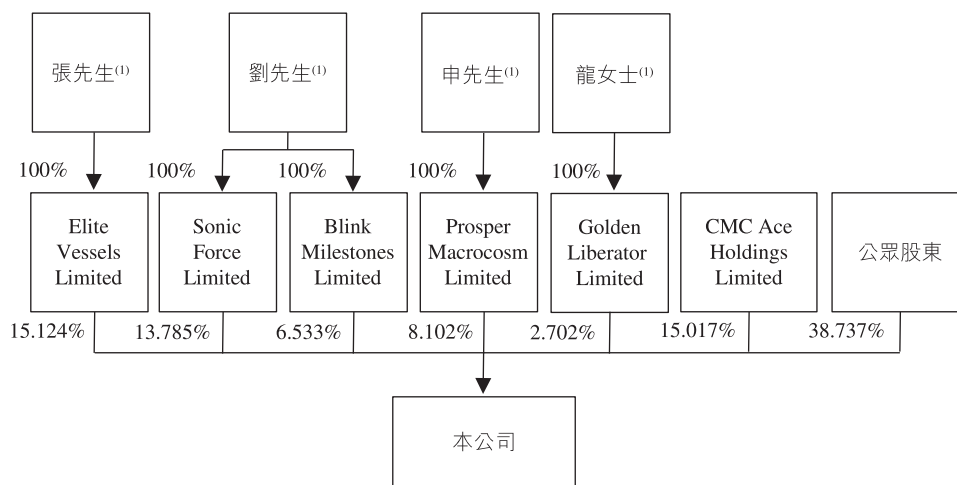 張先生(1)
劉先生(1)
申先生(1)
龍女士(1)
100%
100%
100%
100%
100%
Elite
Vessels
Limited
Sonic
Force
Limited
Blink
Milestones
Limited
Prosper
Macrocosm
Limited
Golden
Liberator
Limited
CMC Ace
Holdings
Limited
公眾股東
15.124%
13.785%
6.533%
8.102%
2.702%
15.017%
38.737%
本公司